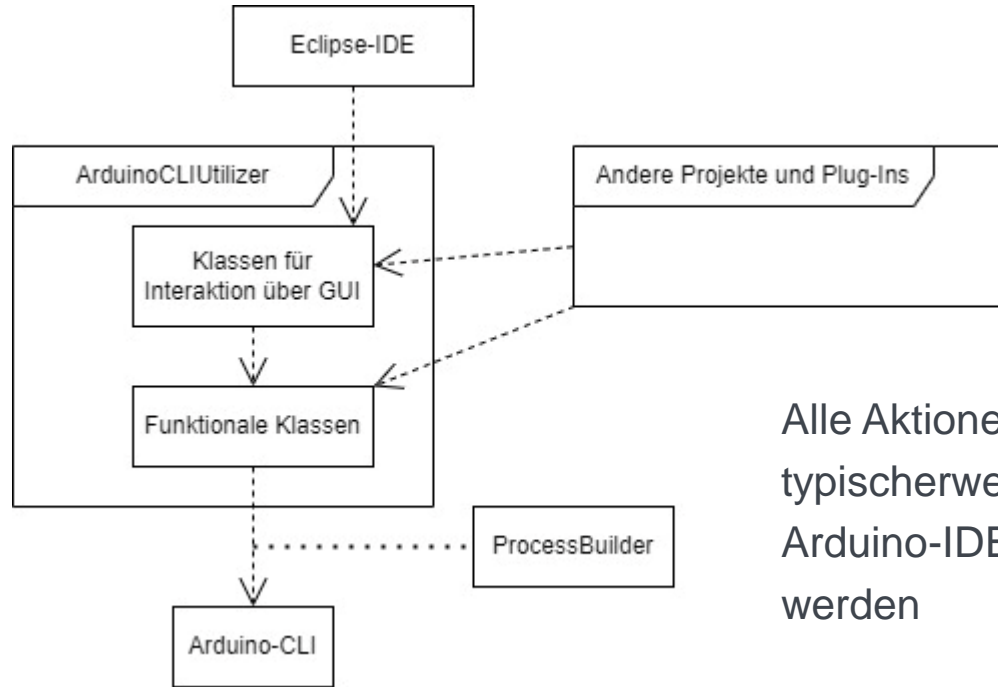 Eclipse-IDE
ArduinoCLIUtilizer
Andere Projekte und Plug-Ins
Klassen für
Interaktion über GUI
Funktionale Klassen
ProcessBuilder
Arduino-CLI
Alle
typischerwe
Arduino-IDE
werden